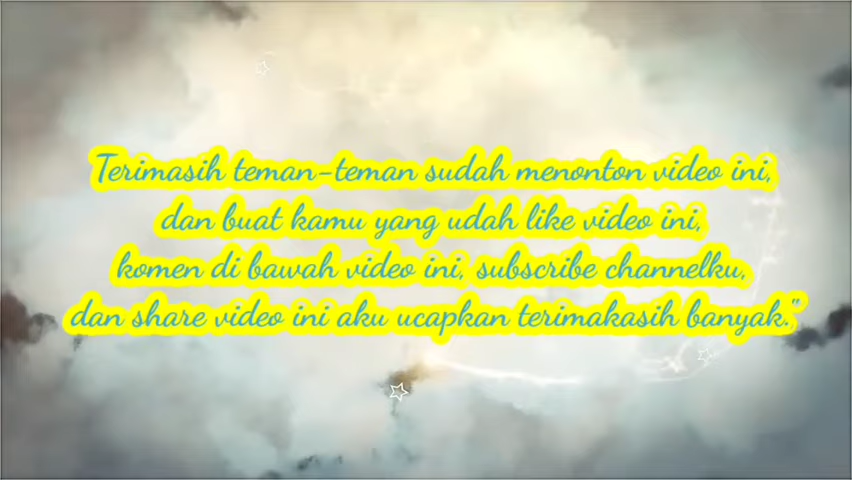 Terimasih teman-teman sudah menonton video ini,
dan buat kamu yang udah like video ini,
komen di bawah video ini, subscribe channelku,
dan share video ini aku ucapkan terimakasih banyak."